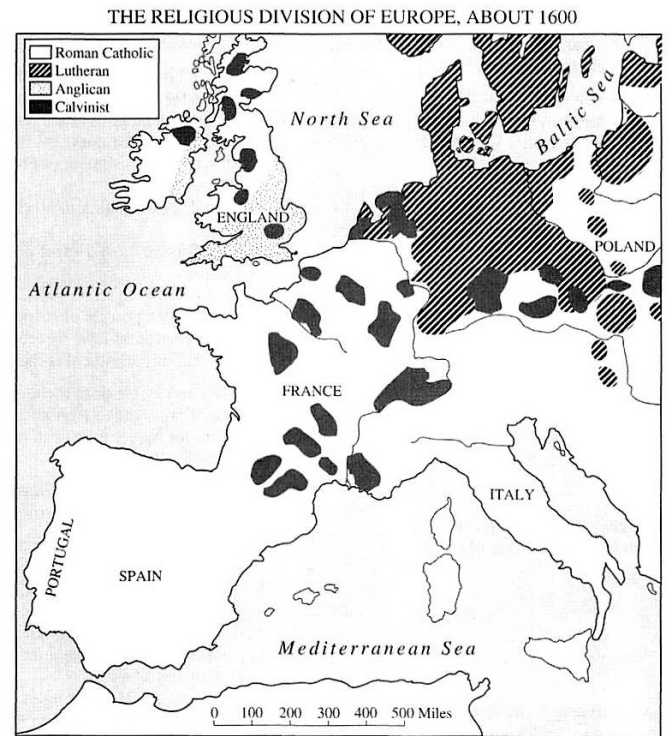 THE RELIGIOUS DIVISION OF EUROPE, ABOUT 1600
Roman Catholic
Lutheran
Anglican
Calvinist
North Sea
Baltic Sea
ENGLAND
POLAND
Atlantic Ocean
FRANCE
ITALY
PORTUGAL
SPAIN
Mediterranean Sea
0 100 200 300 400 500 Miles